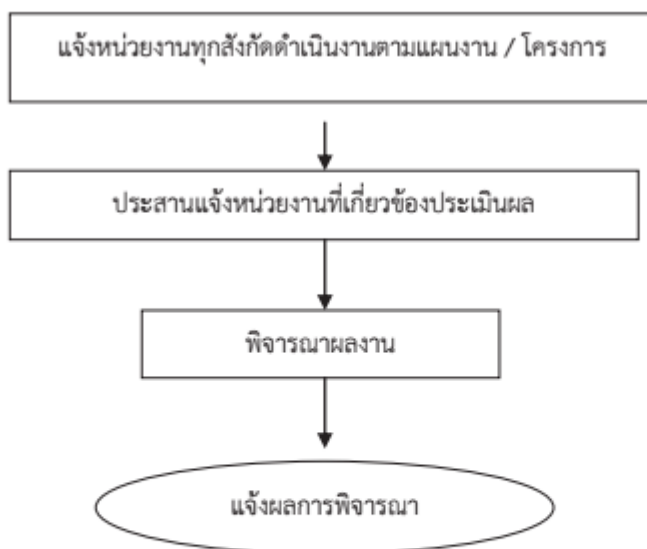 แจ้งหน่วยงานทุกสังกัดดำเนินงานตามแผนงาน / โครงการ
ประสานแจ้งหน่วยงานที่เกี่ยวข้องประเมินผล
พิจารณาผลงาน
แจ้งผลการพิจารณา